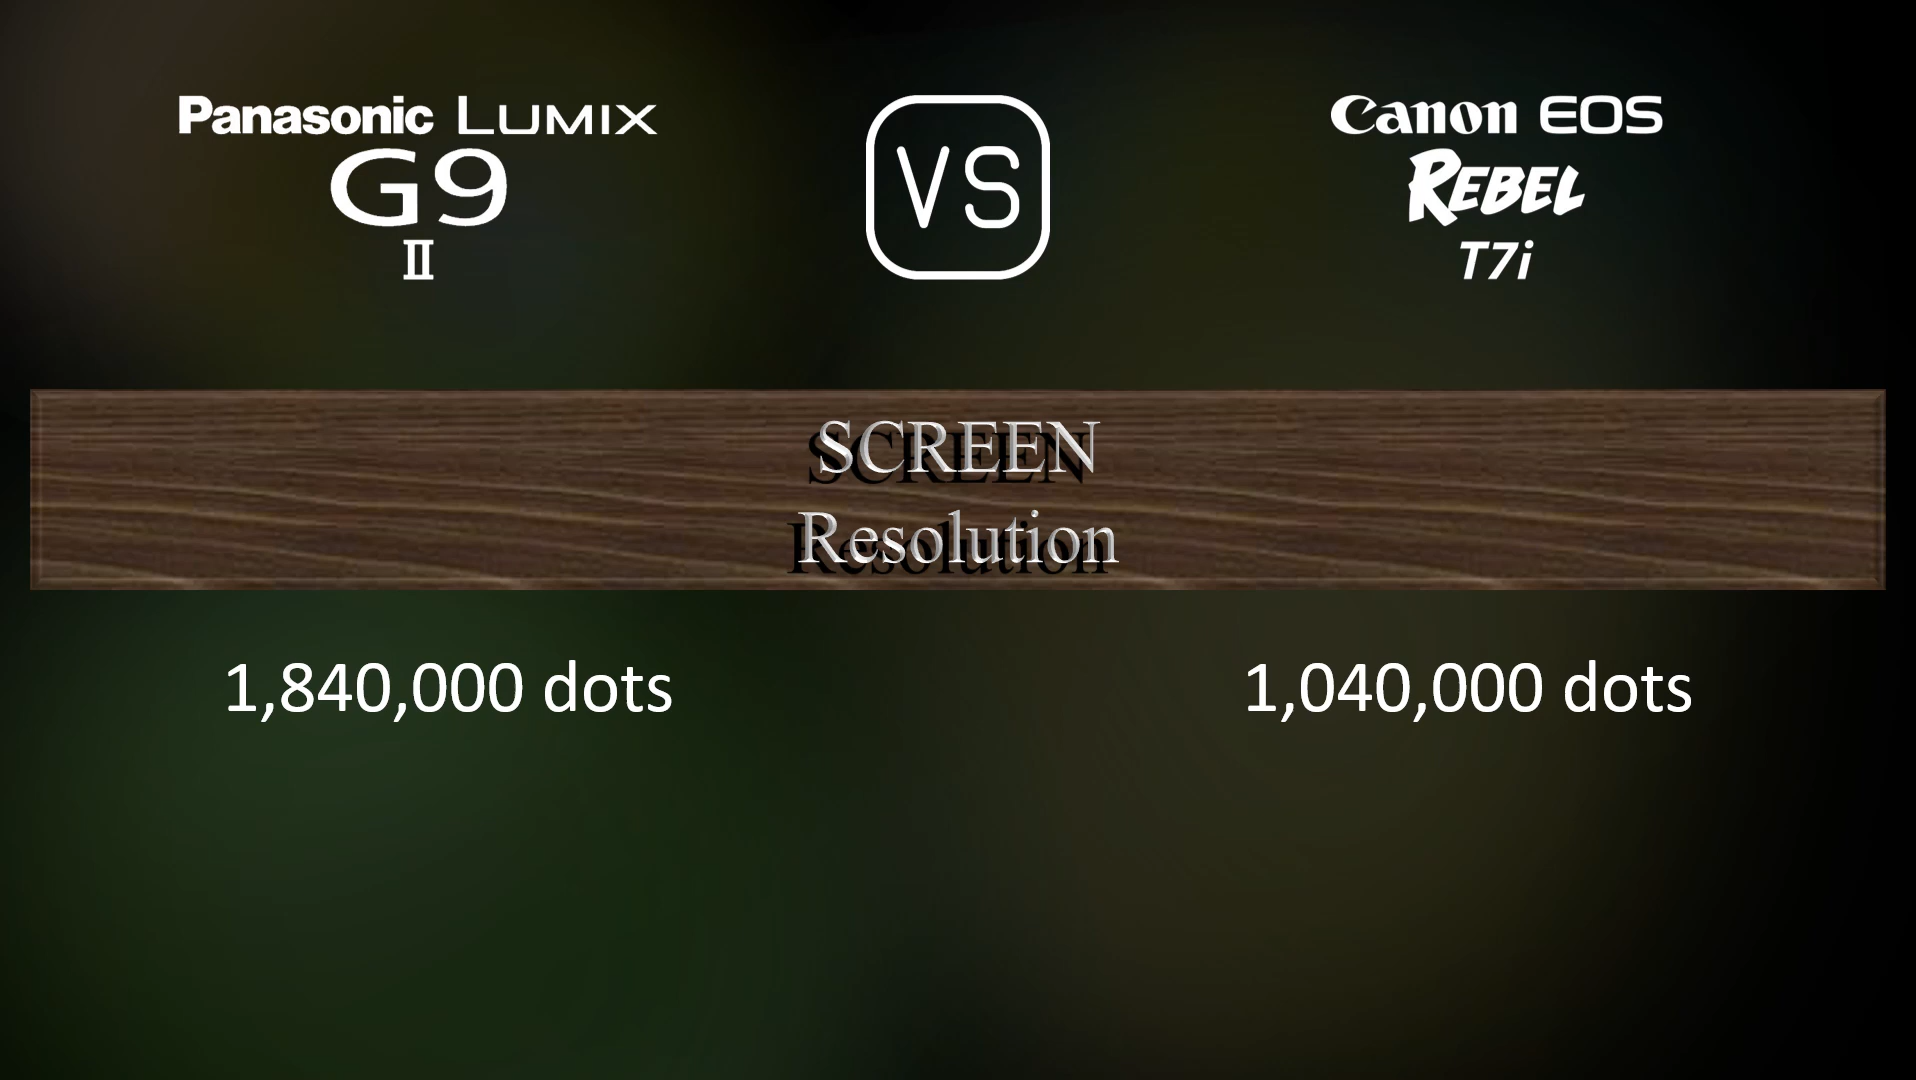 Panasonic LUMIX
G9
II
VS
Canon EOS
REBEL
T7i
SCREEN
Resolution
1,840,000 dots
1,040,000 dots